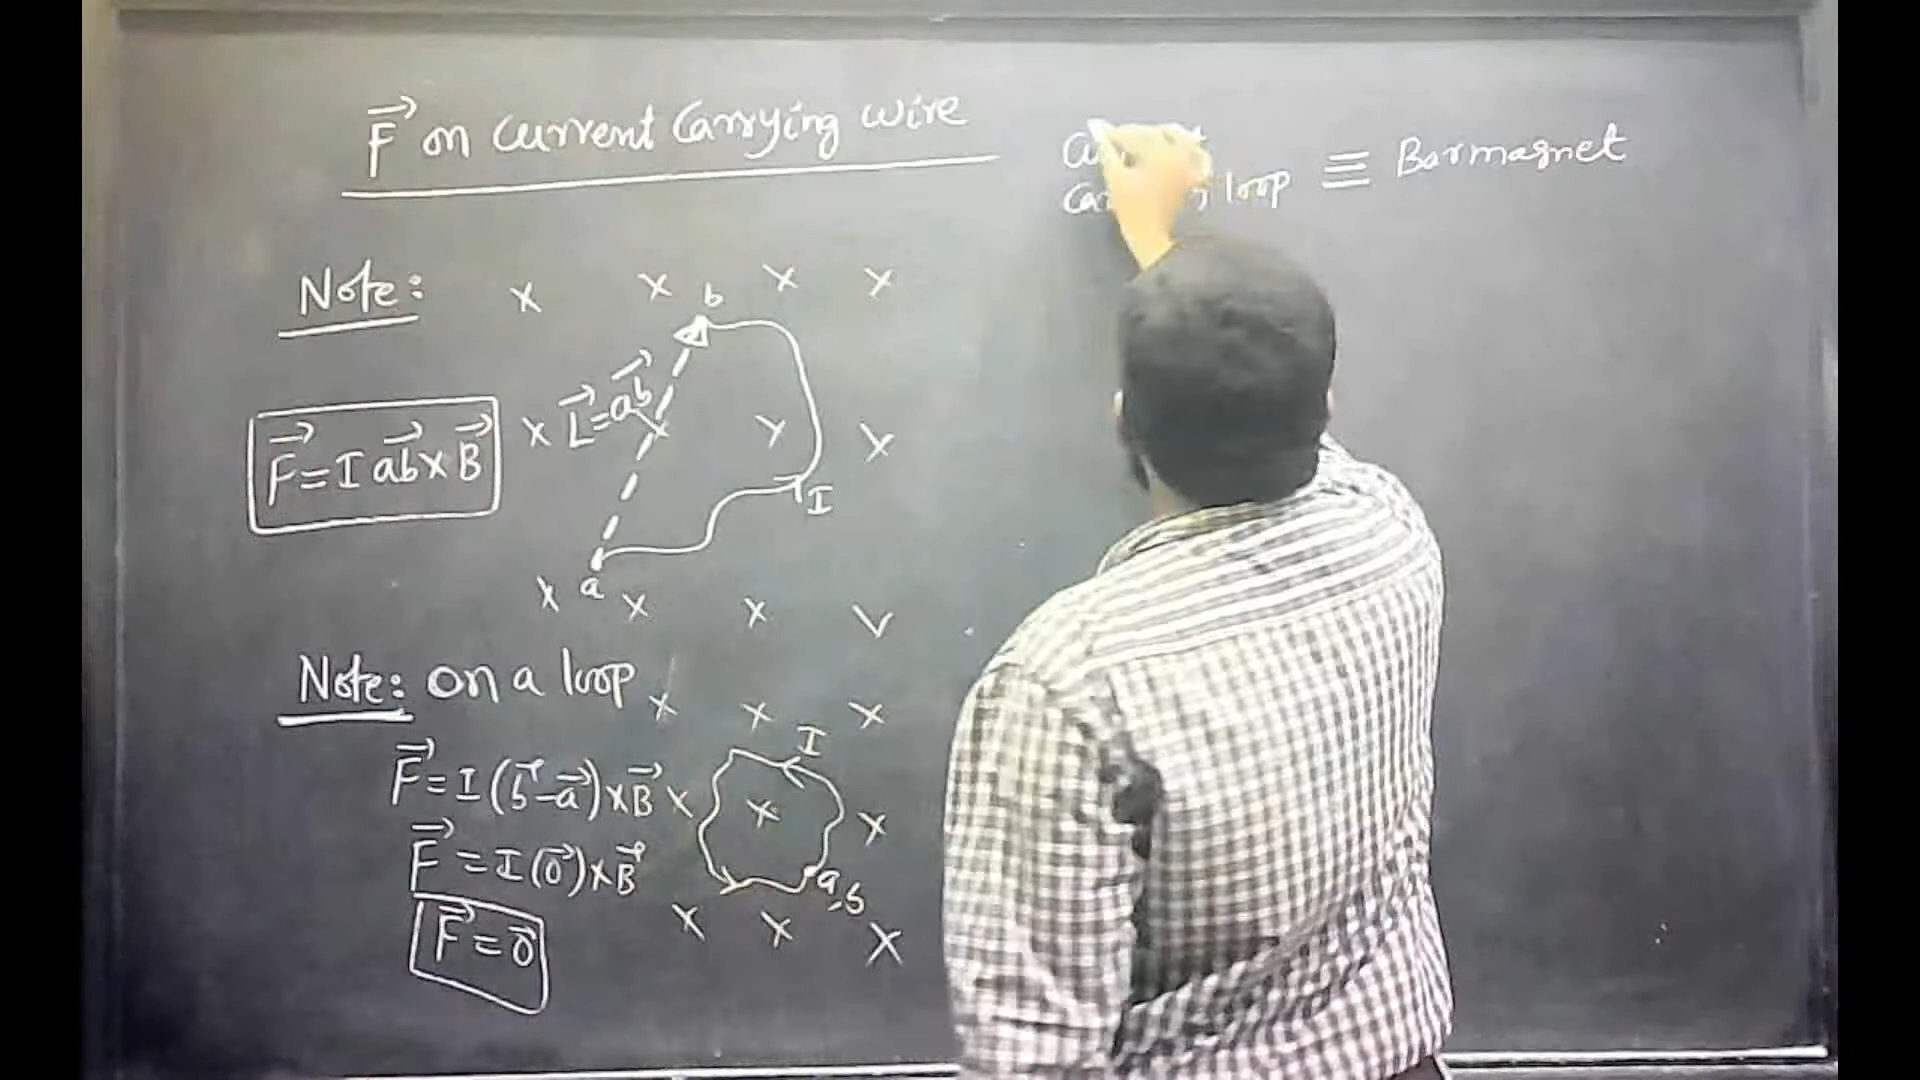 F⃗ on current Carrying wire
loop ≡ Barmagnet
Note:
X X X X
b
L⃗=ab⃗
F⃗=I ab⃗×B⃗
X X X X
I
a
X X X
Note: on a loop
X X X
I
F⃗=I(b⃗-a⃗)×B⃗
X X X
F⃗=I(0⃗)×B⃗
a,b
X X X
F⃗=0⃗